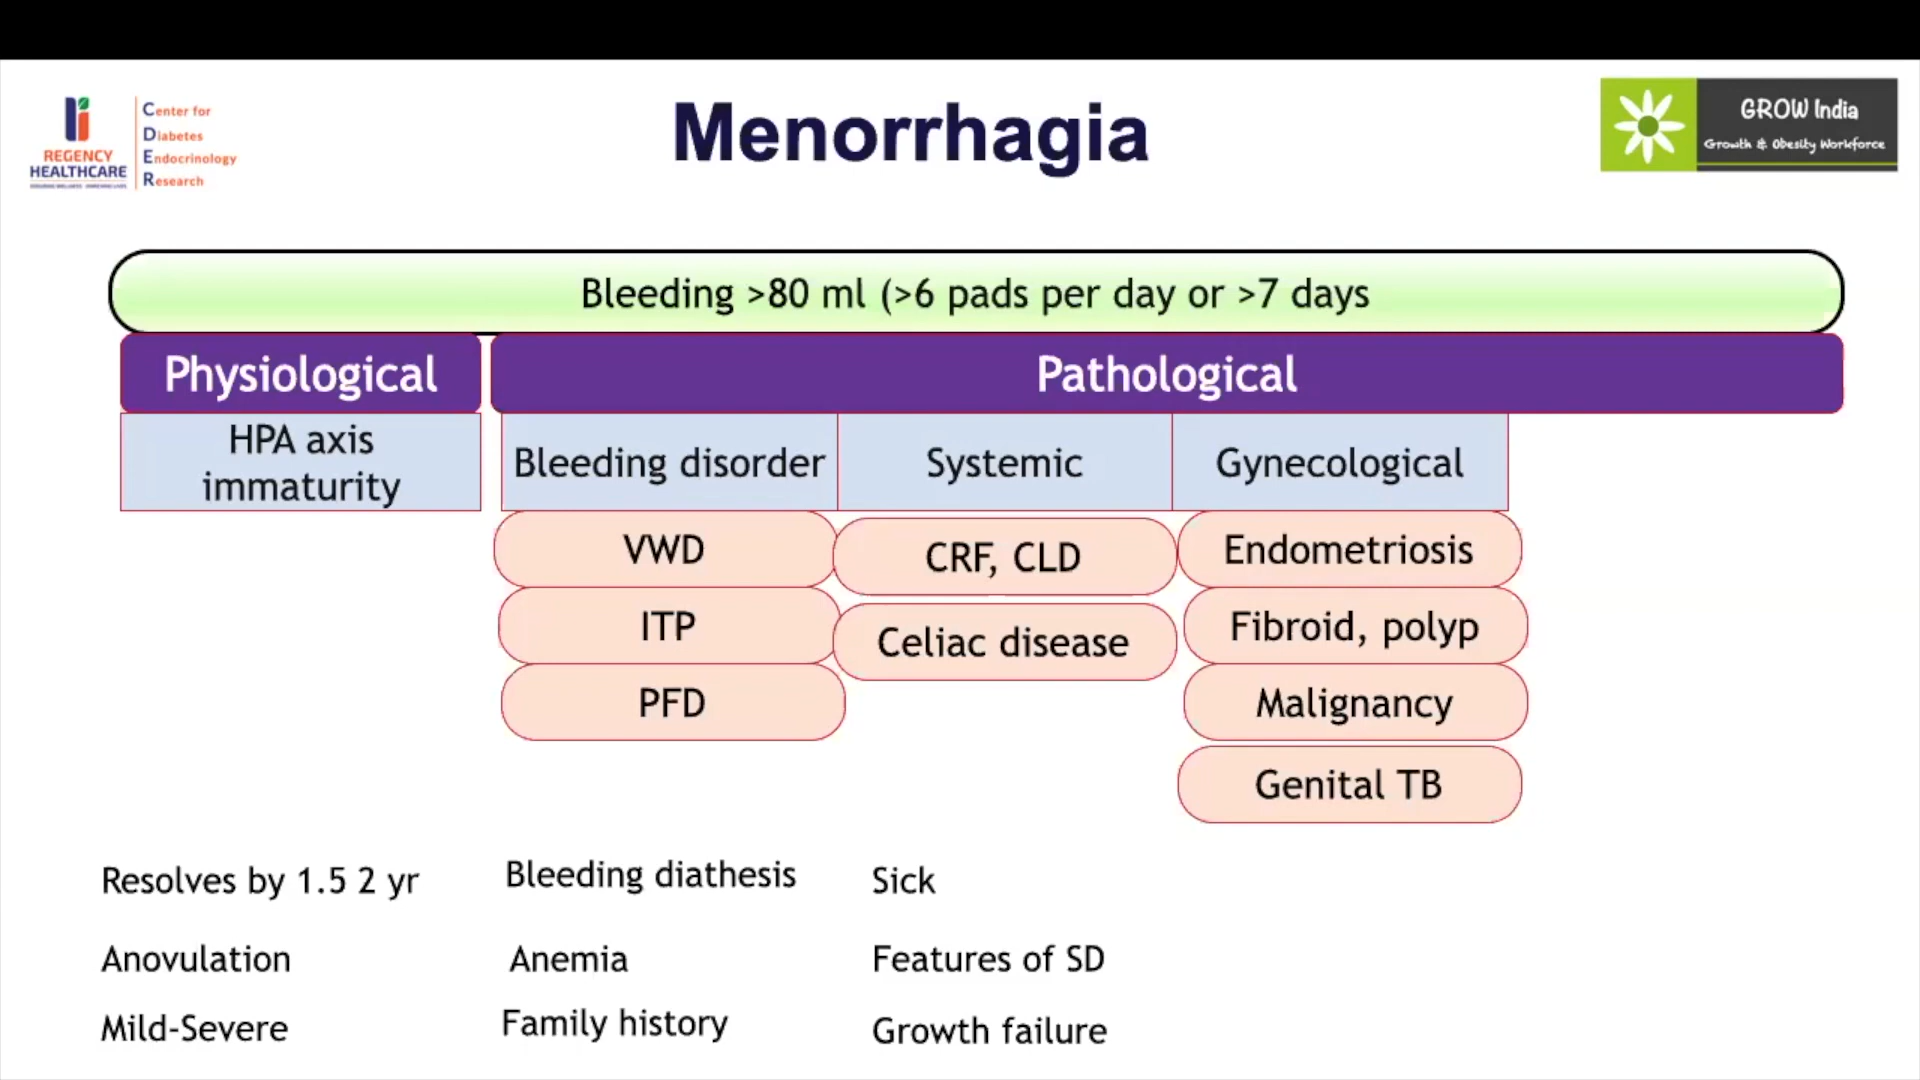 REGENCY
HEALTHCARE
Center for
Diabetes
Endocrinology
Research
Menorrhagia
GROW India
Growth & Obesity Workforce
Bleeding >80 ml (>6 pads per day or >7 days
Physiological
Pathological
HPA axis
immaturity
Bleeding disorder
Systemic
Gynecological
VWD
CRF, CLD
Endometriosis
ITP
Celiac disease
Fibroid, polyp
PFD
Malignancy
Genital TB
Resolves by 1.5 2 yr
Bleeding diathesis
Sick
Anovulation
Anemia
Features of SD
Mild-Severe
Family history
Growth failure